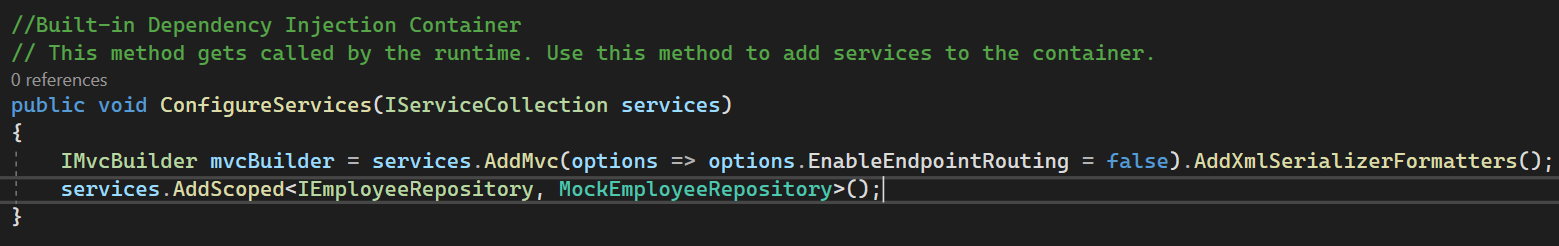 //Built-in Dependency Injection Container
// This method gets called by the runtime. Use this method to add services to the container.
0 references
public void ConfigureServices(IServiceCollection services)
{
IMvcBuilder mvcBuilder = services.AddMvc(options => options.EnableEndpointRouting = false).AddXmlSerializerFormatters();
services.AddScoped<IEmployeeRepository, MockEmployeeRepository>();
}